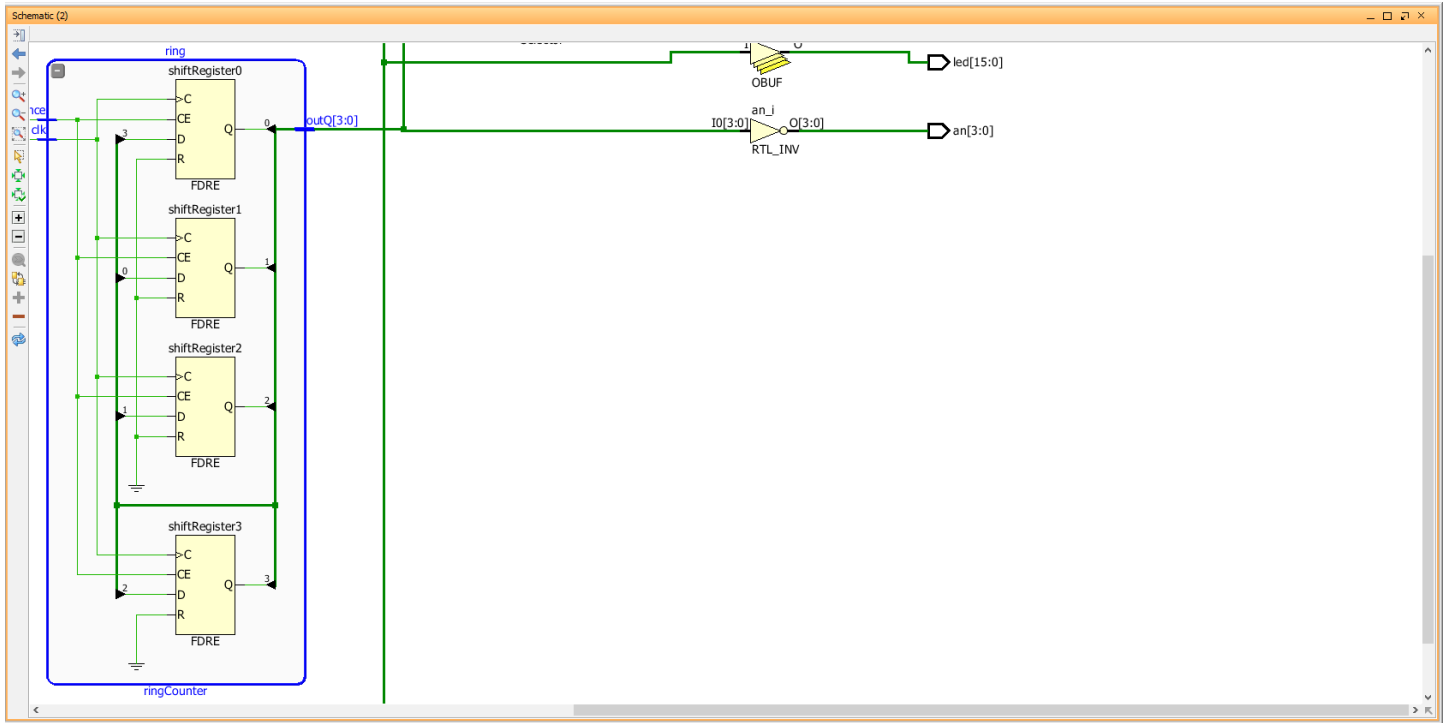 Schematic (2)
ring
shiftRegister0
C
CE
D
R
Q
FDRE
3
0
nce
clk
outQ[3:0]
shiftRegister1
C
CE
D
R
Q
FDRE
0
1
shiftRegister2
C
CE
D
R
Q
FDRE
1
2
shiftRegister3
C
CE
D
R
Q
FDRE
2
3
ringCounter
I
O
OBUF
led[15:0]
an_i
I0[3:0]
O[3:0]
RTL_INV
an[3:0]